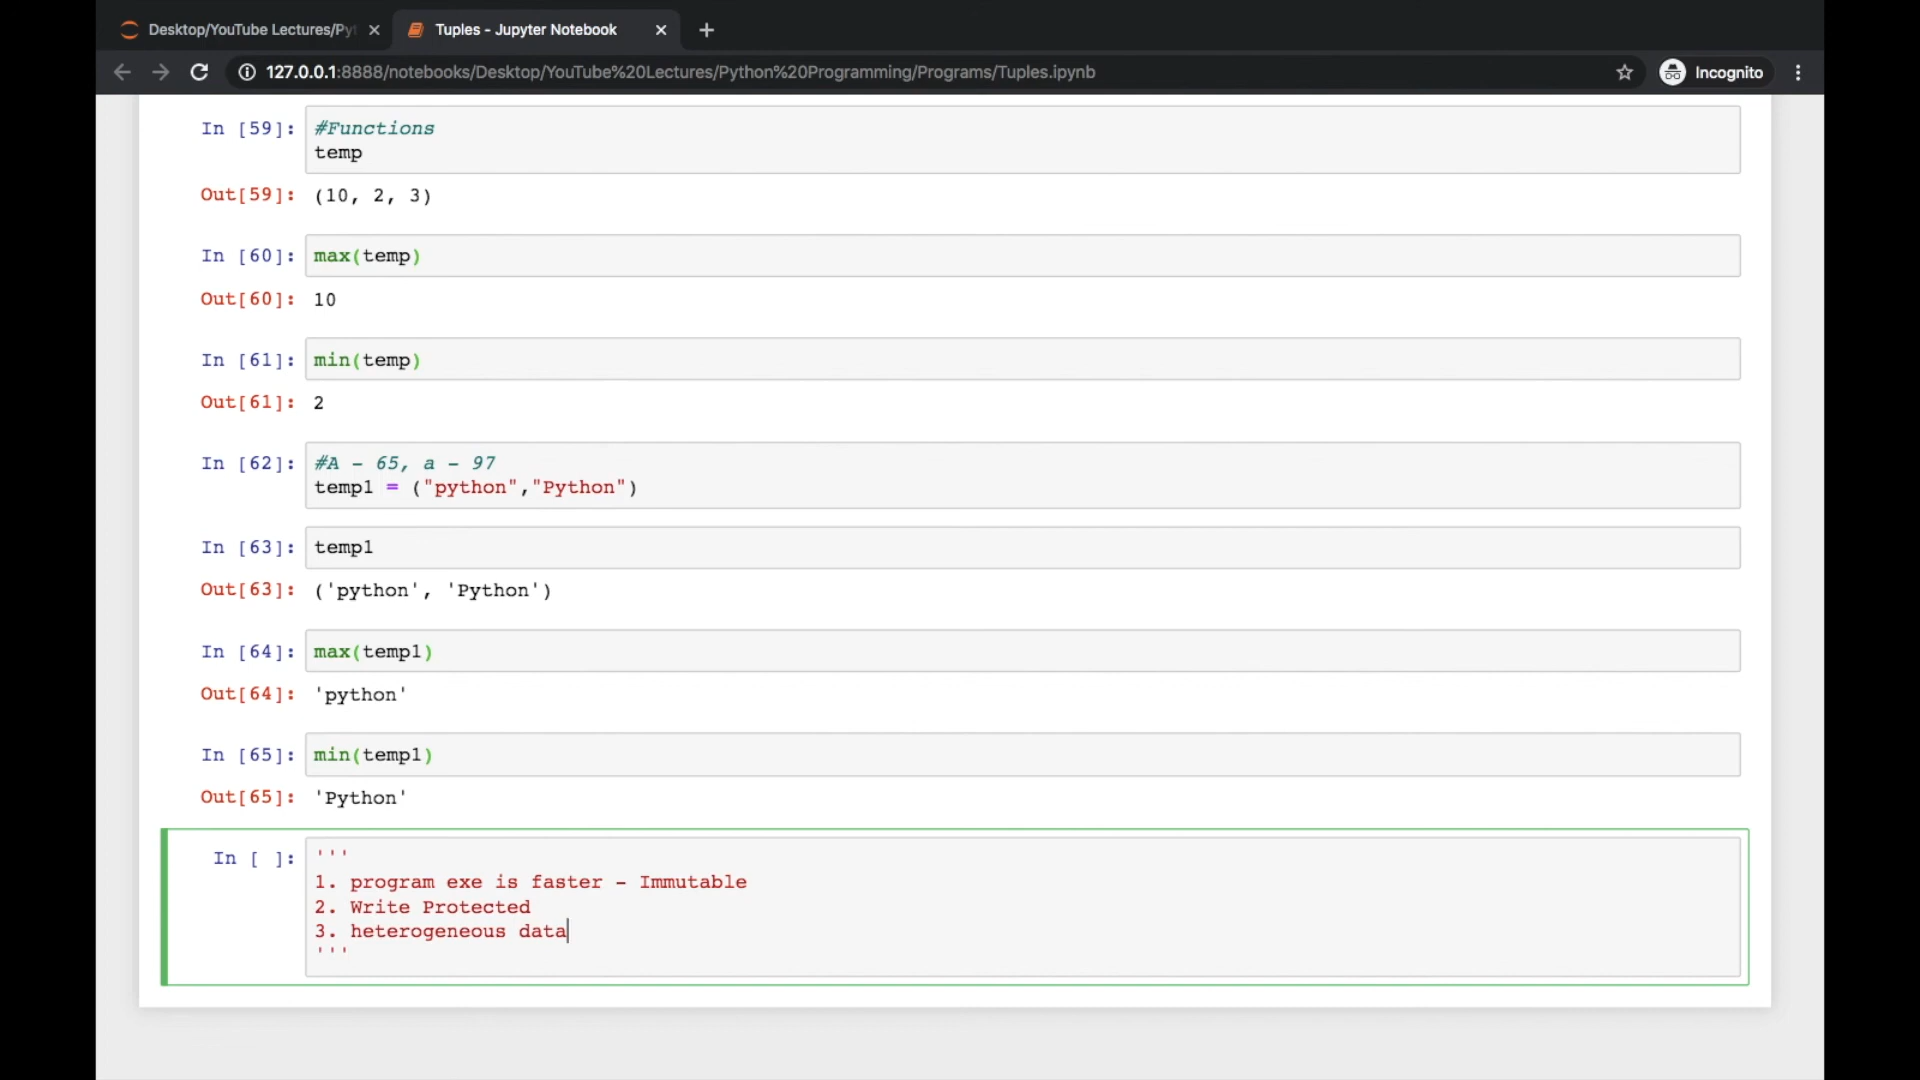 Desktop/YouTube Lectures/Pyt
Tuples - Jupyter Notebook
127.0.0.1:8888/notebooks/Desktop/YouTube%20Lectures/Python%20Programming/Programs/Tuples.ipynb
Incognito
In [59]: #Functions
temp
Out[59]: (10, 2, 3)
In [60]: max(temp)
Out[60]: 10
In [61]: min(temp)
Out[61]: 2
In [62]: #A - 65, a - 97
temp1 = ("python","Python")
In [63]: temp1
Out[63]: ('python', 'Python')
In [64]: max(temp1)
Out[64]: 'python'
In [65]: min(temp1)
Out[65]: 'Python'
In [ ]: '''
1. program exe is faster - Immutable
2. Write Protected
3. heterogeneous data
'''